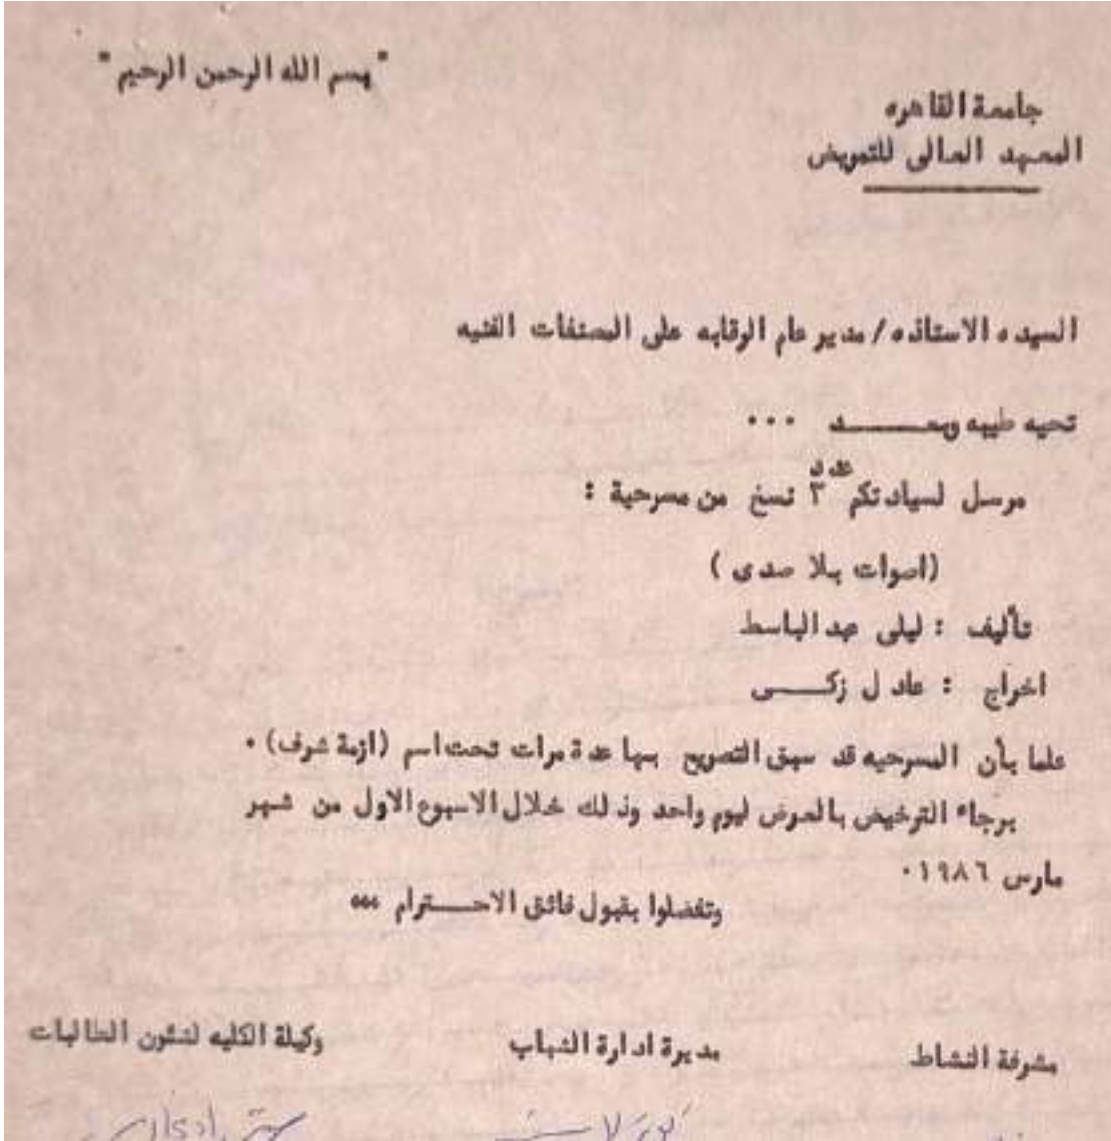 "بسم الله الرحمن الرحيم"
جامعة القاهره
المعهد العالى للتمريض
السيده الاستاذه / مدير عام الرقابه على المصنفات الفنيه
تحيه طيبه وبعــــــد ...
مرسل لسيادتكم عدد ٣ نسخ من مسرحية :
(اصوات بلا صدى )
تأليف : ليلى عبد الباسط
اخراج : عادل زكــــى
علما بأن المسرحيه قد سبق التصريح بها عدة مرات تحت اسم (ازمة شرف) .
برجاء الترخيص بالعرض ليوم واحد وذلك خلال الاسبوع الاول من شهر
مارس ١٩٨٦.
وتفضلوا بقبول فائق الاحــــترام ،،،
مشرفة النشاط
مديرة ادارة الشباب
وكيلة الكليه لشئون الطالبات